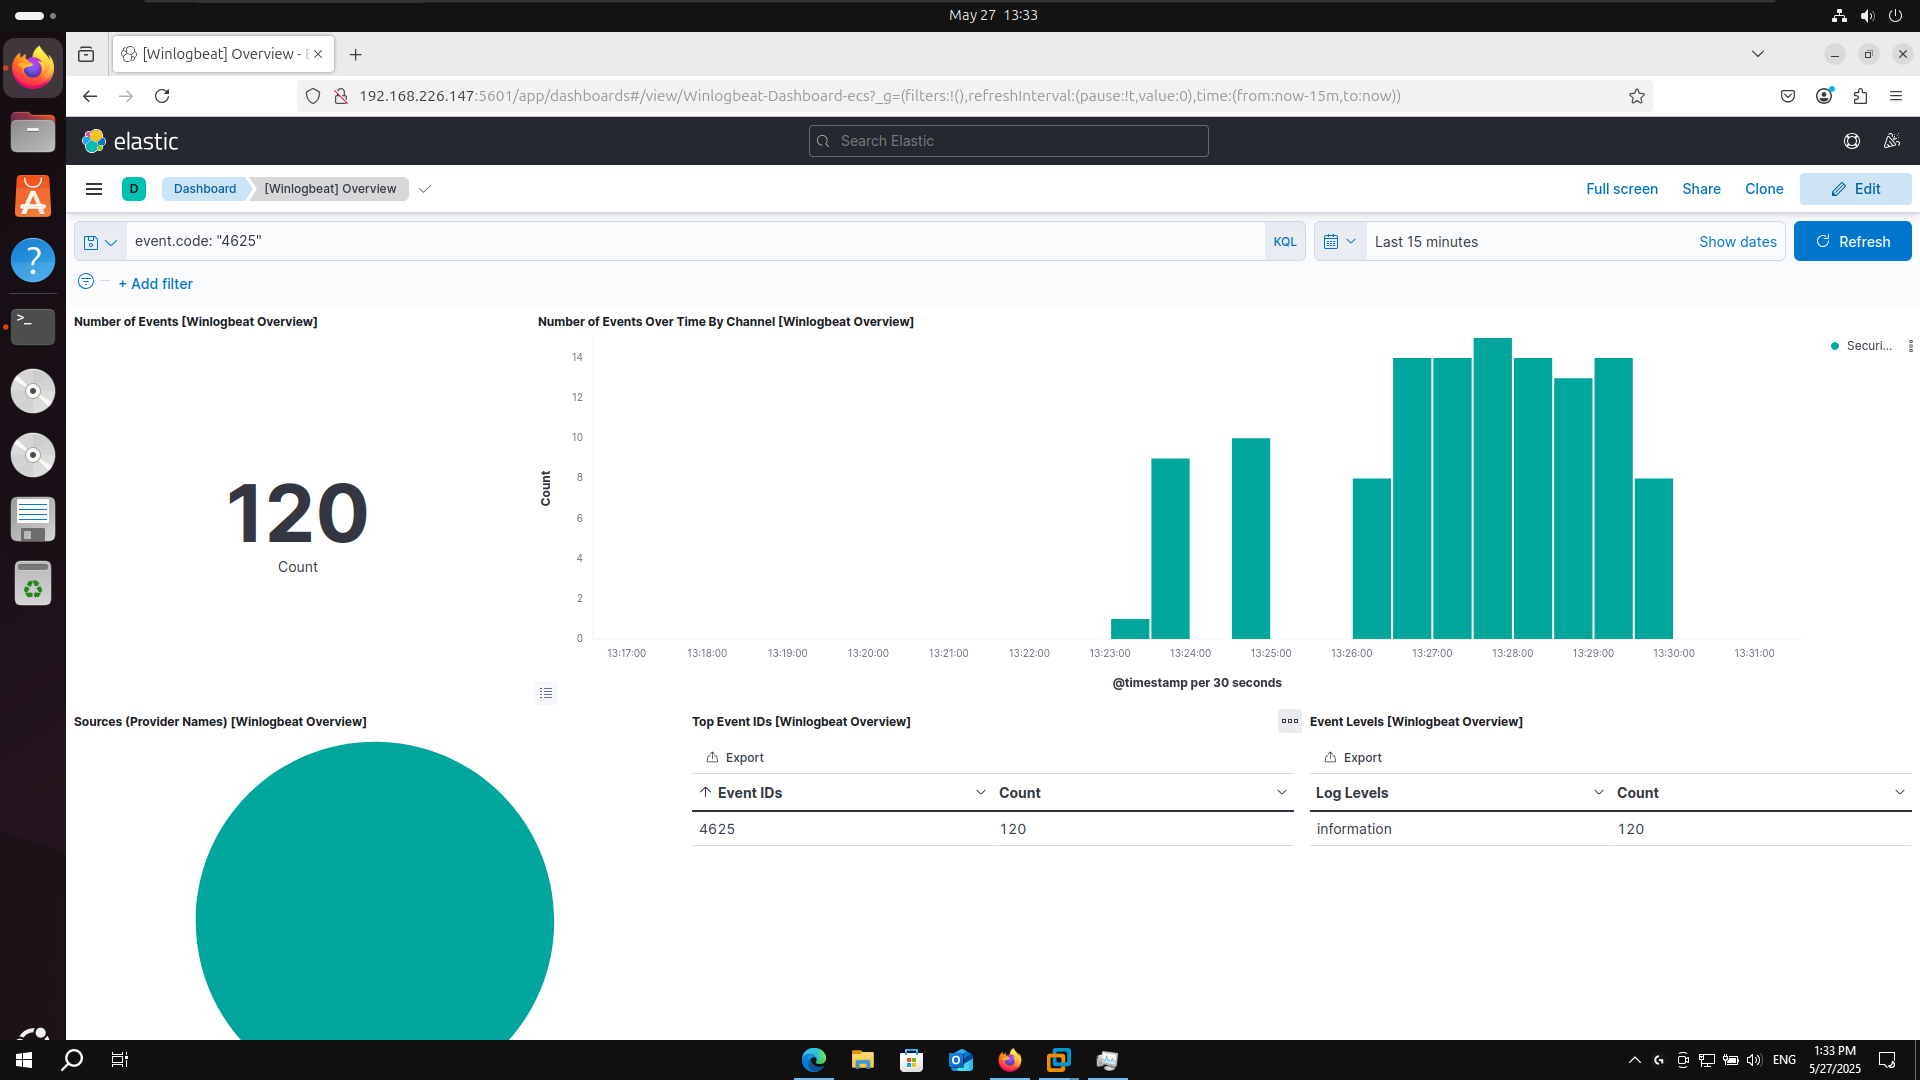 May 27 13:33
[Winlogbeat] Overview -
192.168.226.147:5601/app/dashboards#/view/Winlogbeat-Dashboard-ecs?_g=(filters:!(),refreshInterval:(pause:!t,value:0),time:(from:now-15m,to:now))
elastic
Search Elastic
D
Dashboard
[Winlogbeat] Overview
Full screen
Share
Clone
Edit
event.code: "4625"
KQL
Last 15 minutes
Show dates
Refresh
+ Add filter
Number of Events [Winlogbeat Overview]
120
Count
Number of Events Over Time By Channel [Winlogbeat Overview]
Securi...
14
12
10
8
6
4
2
0
Count
13:17:00
13:18:00
13:19:00
13:20:00
13:21:00
13:22:00
13:23:00
13:24:00
13:25:00
13:26:00
13:27:00
13:28:00
13:29:00
13:30:00
13:31:00
@timestamp per 30 seconds
Sources (Provider Names) [Winlogbeat Overview]
Top Event IDs [Winlogbeat Overview]
Export
Event IDs
Count
4625
120
Event Levels [Winlogbeat Overview]
Export
Log Levels
Count
information
120
ENG
1:33 PM
5/27/2025